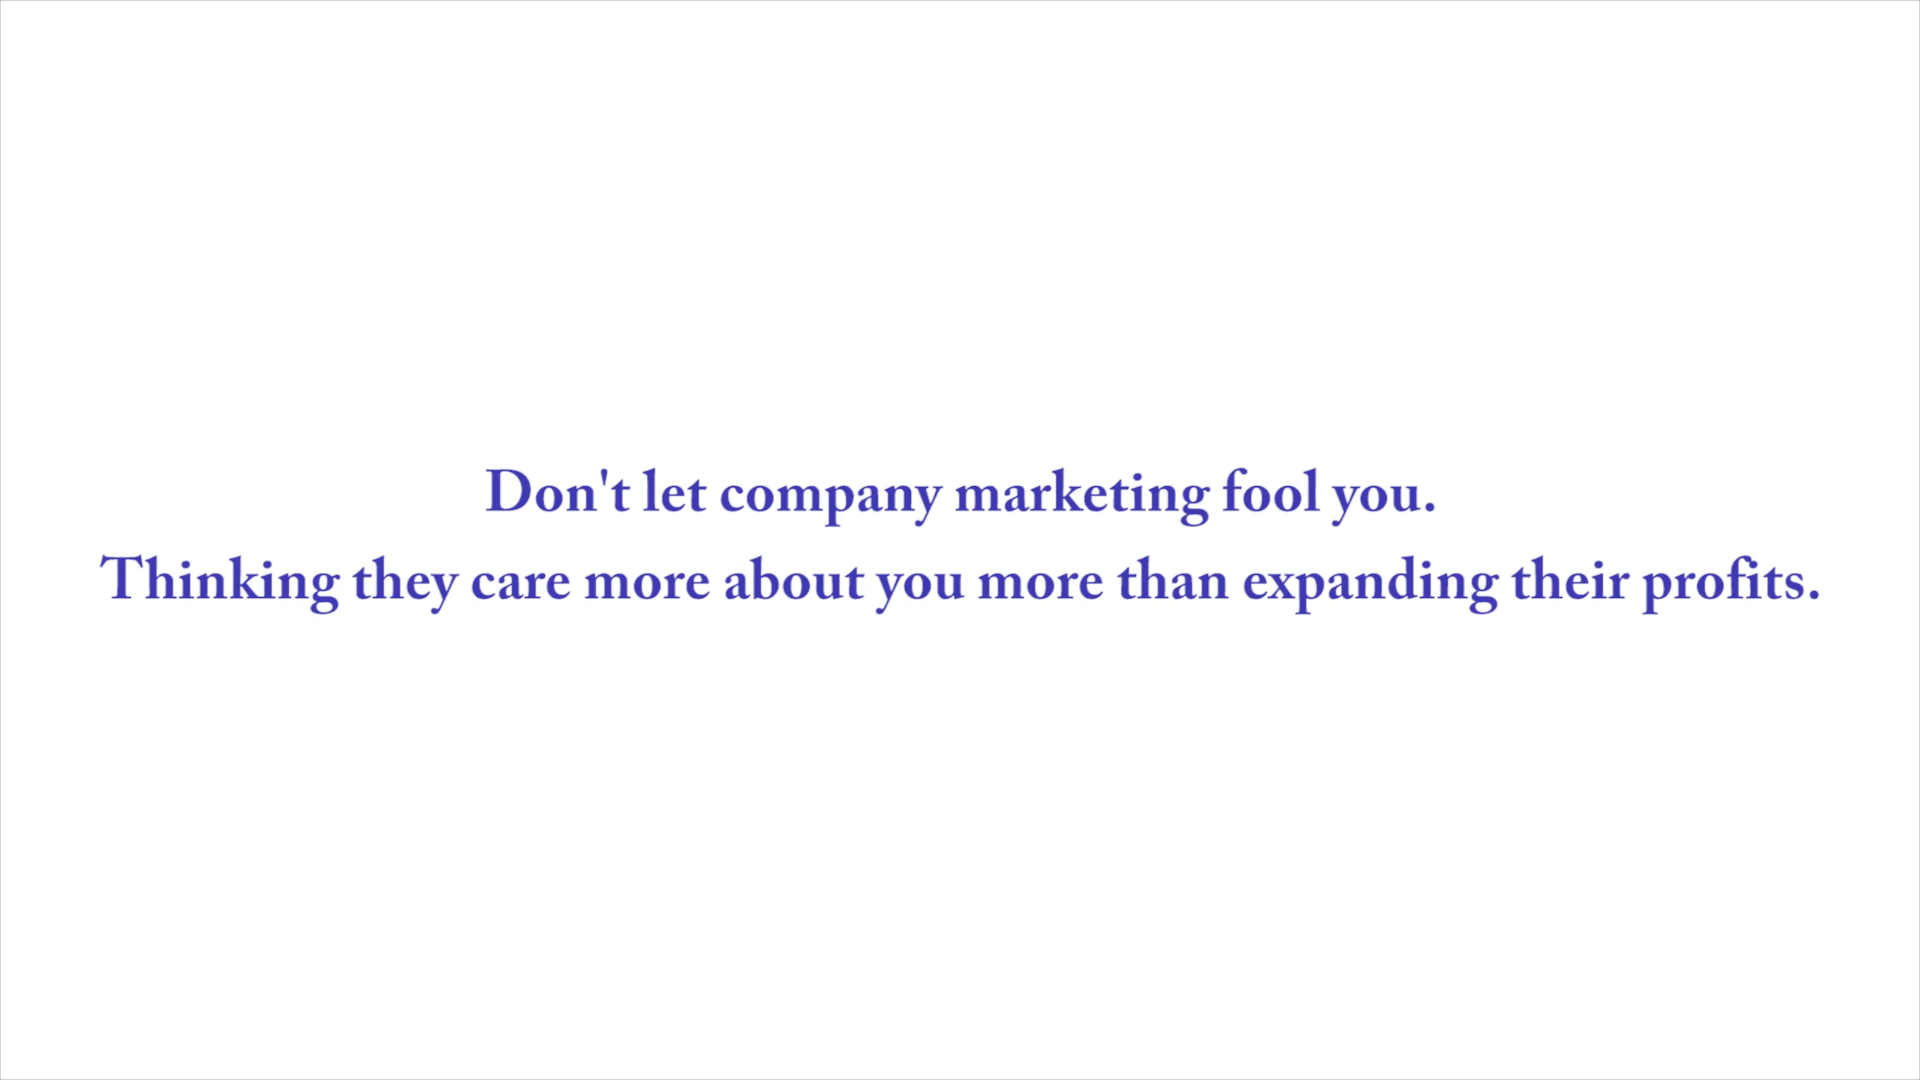 Don't let company marketing fool you.
Thinking they care more about you more than expanding their profits.